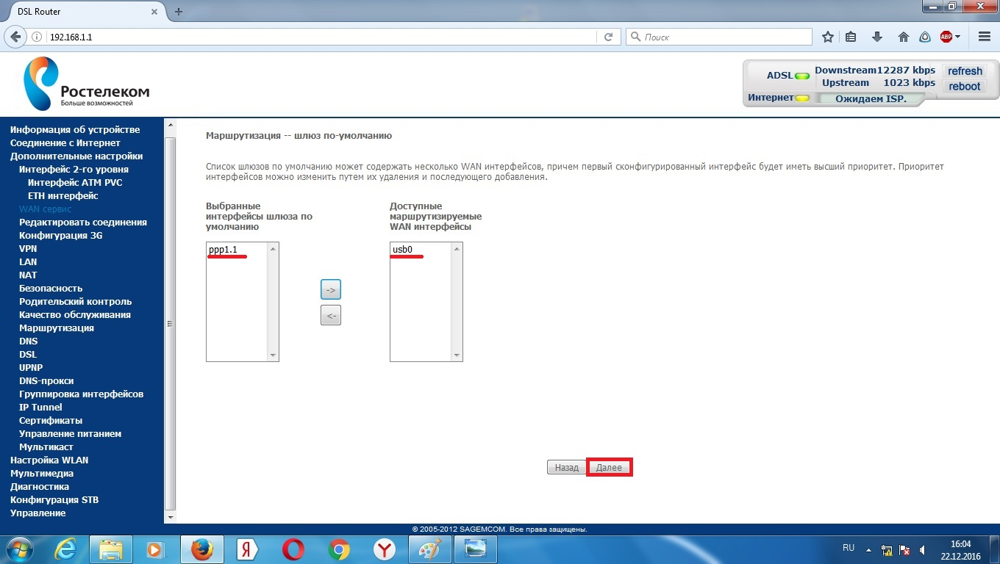 DSL Router
192.168.1.1
Поиск
ABP
Ростелеком
Больше возможностей
ADSL
Downstream 12287 kbps
Upstream 1023 kbps
refresh
reboot
Интернет
Ожидаем ISP.
Информация об устройстве
Соединение с Интернет
Дополнительные настройки
Интерфейс 2-го уровня
Интерфейс ATM PVC
ETH интерфейс
WAN сервис
Редактировать соединения
Конфигурация 3G
VPN
LAN
NAT
Безопасность
Родительский контроль
Качество обслуживания
Маршрутизация
DNS
DSL
UPNP
DNS-прокси
Группировка интерфейсов
IP Tunnel
Сертификаты
Управление питанием
Мультикаст
Настройка WLAN
Мультимедиа
Диагностика
Конфигурация STB
Управление
Маршрутизация -- шлюз по-умолчанию
Список шлюзов по умолчанию может содержать несколько WAN интерфейсов, причем первый сконфигурированный интерфейс будет иметь высший приоритет. Приоритет
интерфейсов можно изменить путем их удаления и последующего добавления.
Выбранные
интерфейсы шлюза по
умолчанию
Доступные
маршрутизируемые
WAN интерфейсы
ppp1.1
usb0
->
<-
Назад
Далее
© 2005-2012 SAGEMCOM. Все права защищены.
RU
16:04
22.12.2016